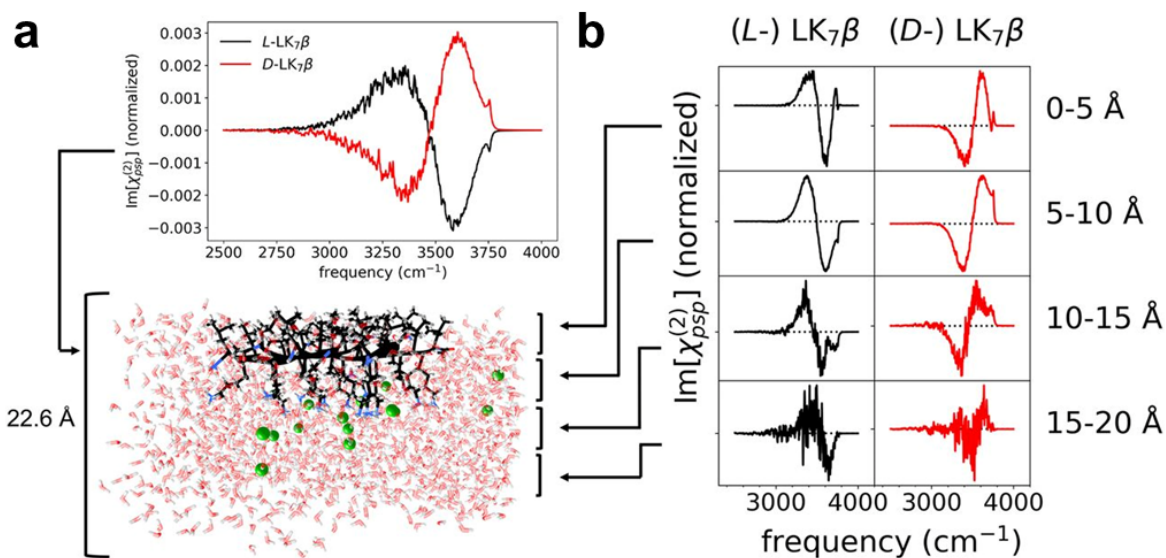 a
L-LK₇β
D-LK₇β
Im[χ⁽²⁾psp] (normalized)
0.003
0.002
0.001
0.000
−0.001
−0.002
−0.003
2500 2750 3000 3250 3500 3750 4000
frequency (cm⁻¹)
22.6 Å
b
(L-) LK₇β (D-) LK₇β
Im[χ⁽²⁾psp] (normalized)
0-5 Å
5-10 Å
10-15 Å
15-20 Å
3000 4000 3000 4000
frequency (cm⁻¹)